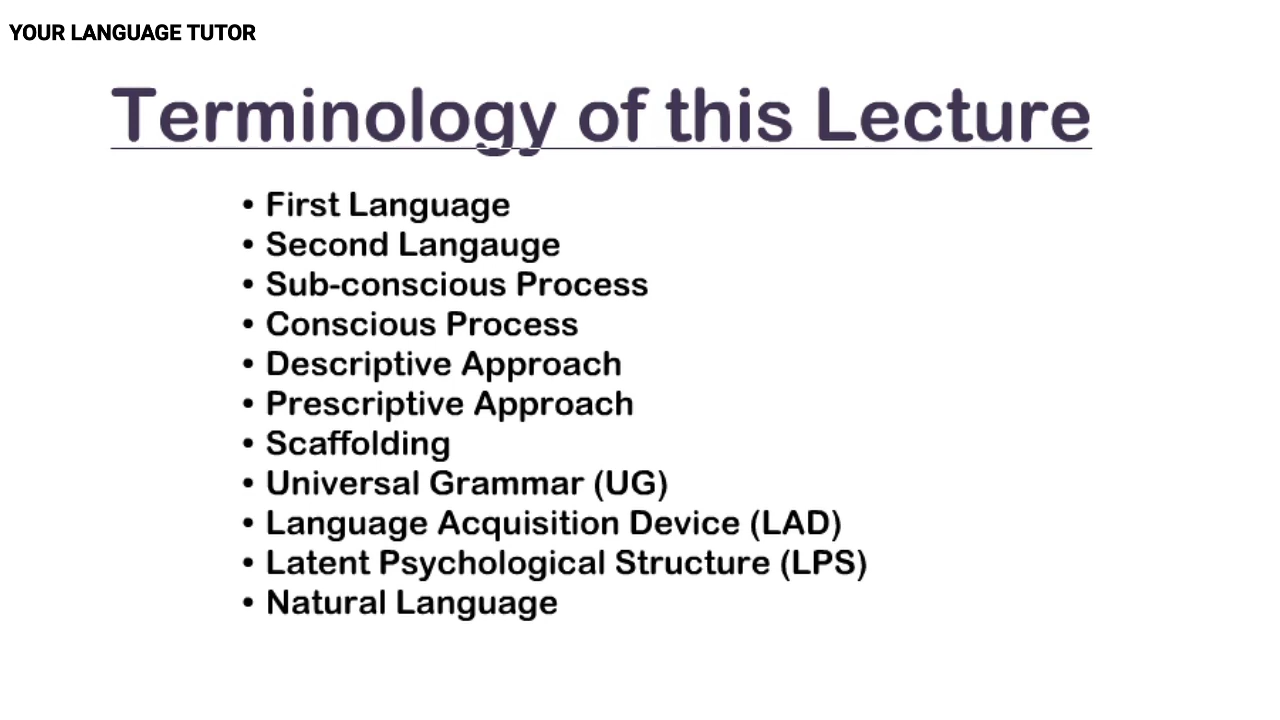 YOUR LANGUAGE TUTOR
Terminology of this Lecture
• First Language
• Second Langauge
• Sub-conscious Process
• Conscious Process
• Descriptive Approach
• Prescriptive Approach
• Scaffolding
• Universal Grammar (UG)
• Language Acquisition Device (LAD)
• Latent Psychological Structure (LPS)
• Natural Language